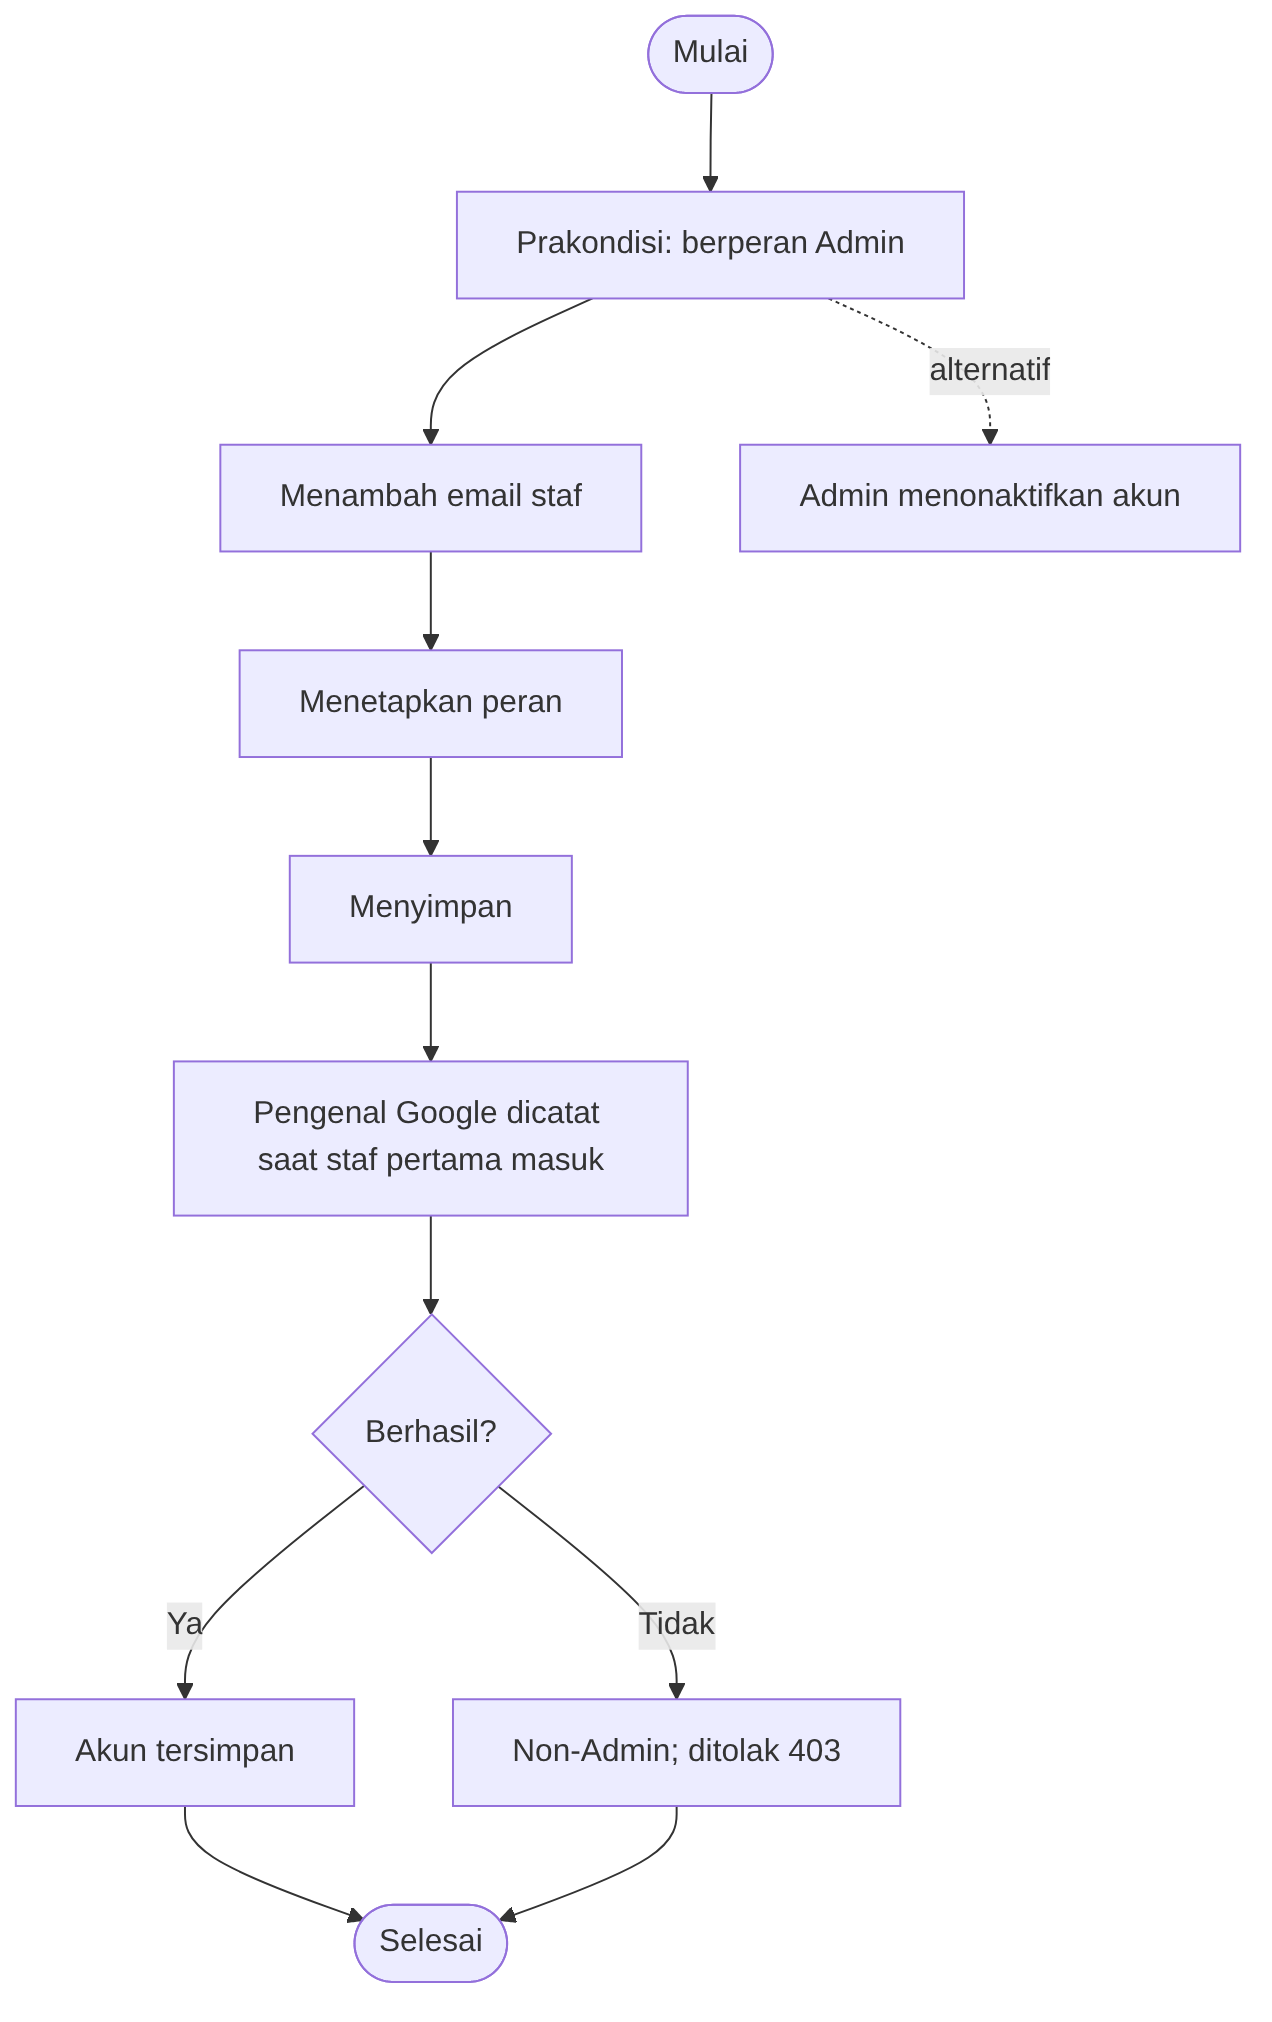 Mulai
Prakondisi: berperan Admin
alternatif
Menambah email staf
Admin menonaktifkan akun
Menetapkan peran
Menyimpan
Pengenal Google dicatat
saat staf pertama masuk
Berhasil?
Ya
Tidak
Akun tersimpan
Non-Admin; ditolak 403
Selesai